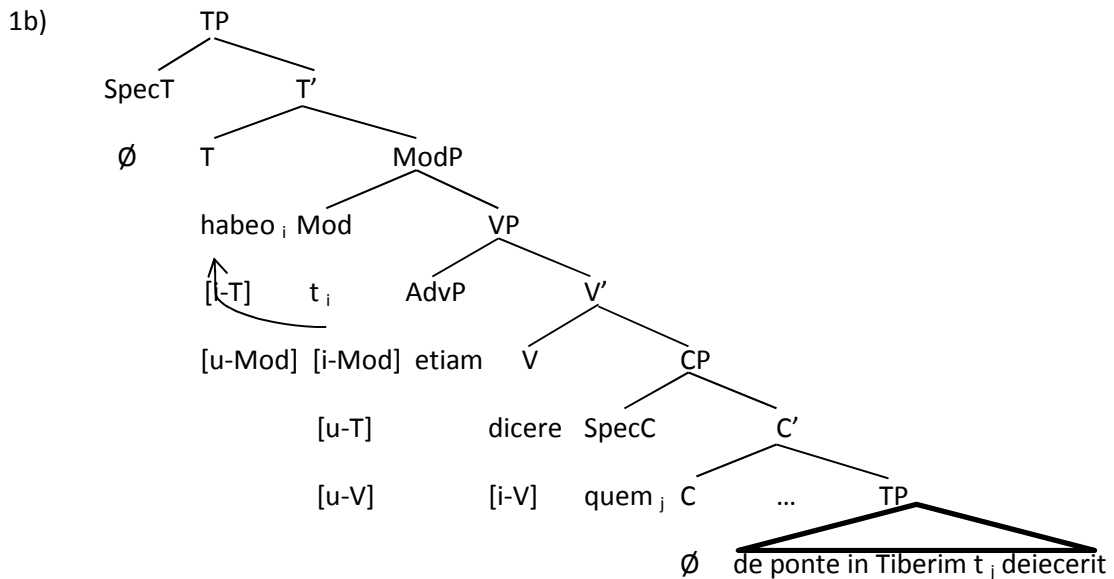 1b) TP
SpecT T’
Ø T ModP
habeo i Mod VP
[i-T] t i AdvP V’
[u-Mod] [i-Mod] etiam V CP
[u-T] dicere SpecC C’
[u-V] [i-V] quem j C ... TP
Ø de ponte in Tiberim t j deiecerit